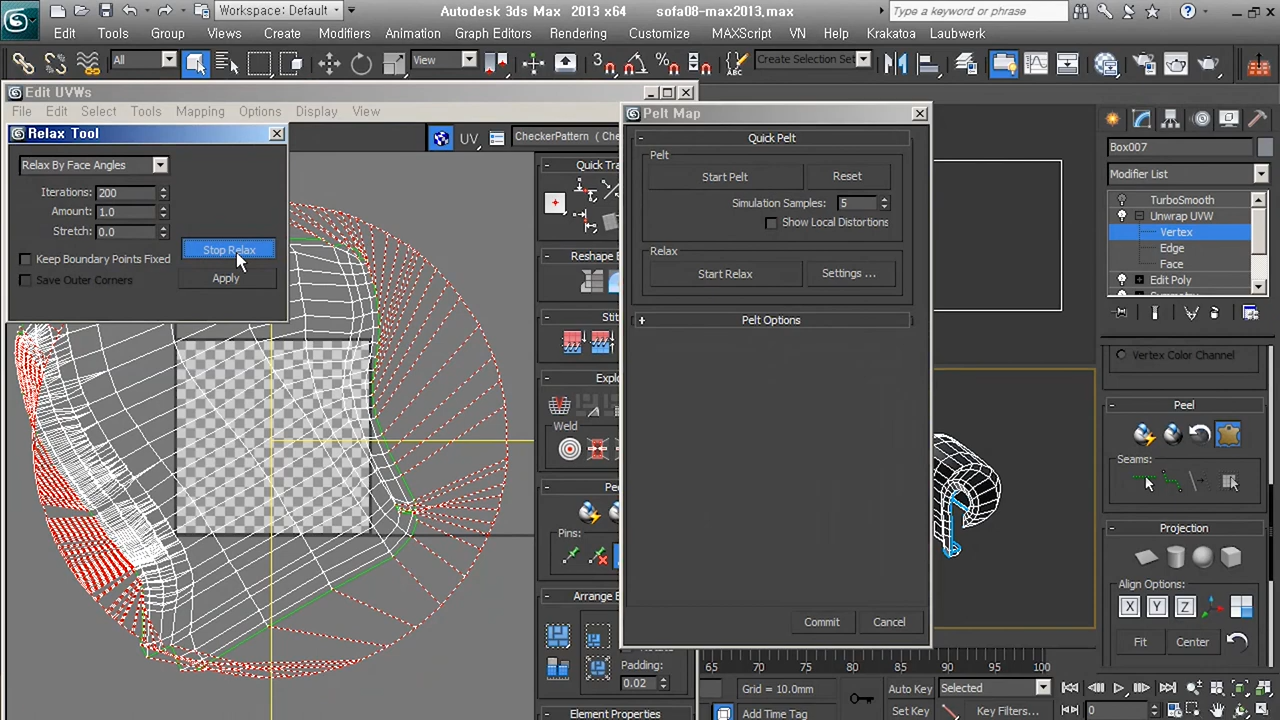 Workspace: Default
Autodesk 3ds Max 2013 x64
sofa08-max2013.max
Type a keyword or phrase
Edit
Tools
Group
Views
Create
Modifiers
Animation
Graph Editors
Rendering
Customize
MAXScript
VN
Help
Krakatoa
Laubwerk
All
View
Create Selection Set
Edit UVWs
File
Edit
Select
Tools
Mapping
Options
Display
View
Relax Tool
UV
CheckerPattern ( Che
Relax By Face Angles
Iterations: 200
Amount: 1.0
Stretch: 0.0
Stop Relax
Keep Boundary Points Fixed
Apply
Save Outer Corners
Quick Tra
Reshape E
Stit
Explo
Weld
Pe
Pins:
Arrange E
Padding:
0.02
Element Properties
Pelt Map
Quick Pelt
Pelt
Start Pelt
Reset
Simulation Samples: 5
Show Local Distortions
Relax
Start Relax
Settings ...
Pelt Options
Commit
Cancel
Box007
Modifier List
TurboSmooth
Unwrap UVW
Vertex
Edge
Face
Edit Poly
Vertex Color Channel
Peel
Seams:
Projection
Align Options:
X
Y
Z
Fit
Center
65 70 75 80 85 90 95 100
Grid = 10.0mm
Auto Key
Selected
Add Time Tag
Set Key
Key Filters...
0